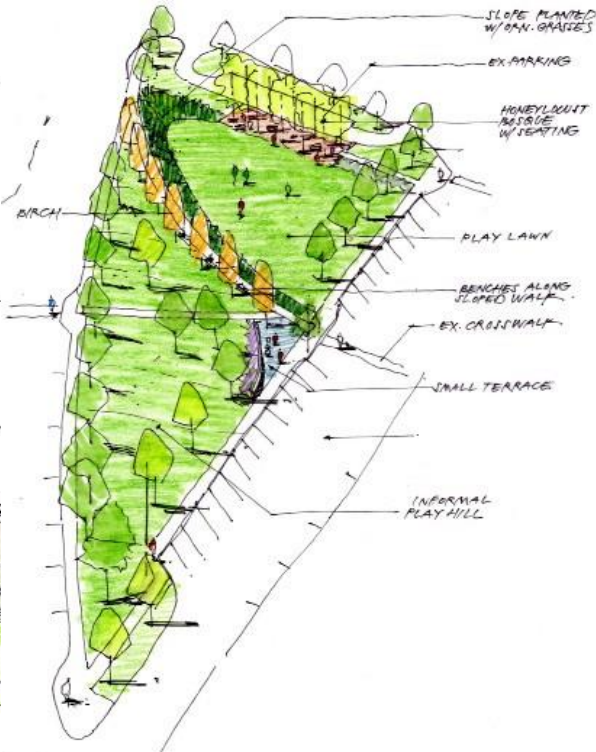 SLOPE PLANTED
W/ ORN. GRASSES
EX. PARKING
HONEYLOCUST
BOSQUE
W/ SEATING
BIRCH
PLAY LAWN
BENCHES ALONG
SLOPED WALK
EX. CROSSWALK
SMALL TERRACE
INFORMAL
PLAY HILL